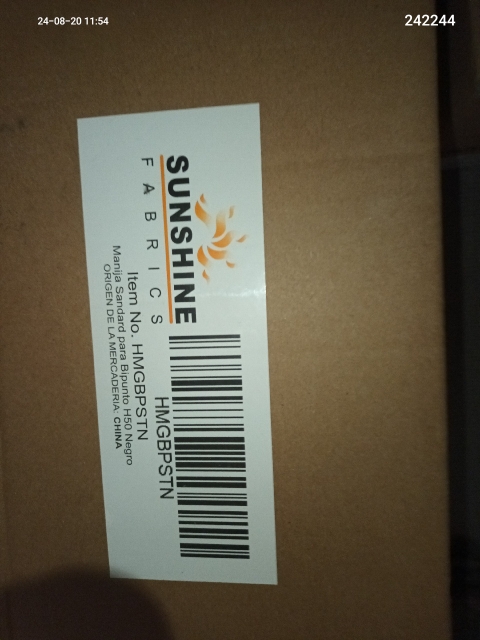 24-08-20 11:54
242244
SUNSHINE
FABRICS
HMGBPSTN
Item No. HMGBPSTN
Manija Sandard para Bipunto H50 Negro
ORIGEN DE LA MERCADERIA: CHINA